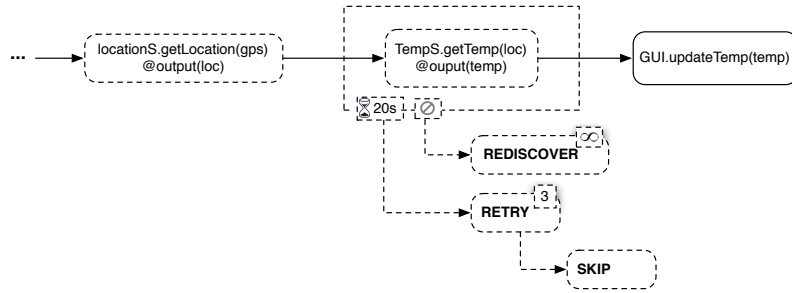 ...
locationS.getLocation(gps)
@output(loc)
TempS.getTemp(loc)
@ouput(temp)
GUI.updateTemp(temp)
20s
∞
REDISCOVER
3
RETRY
SKIP